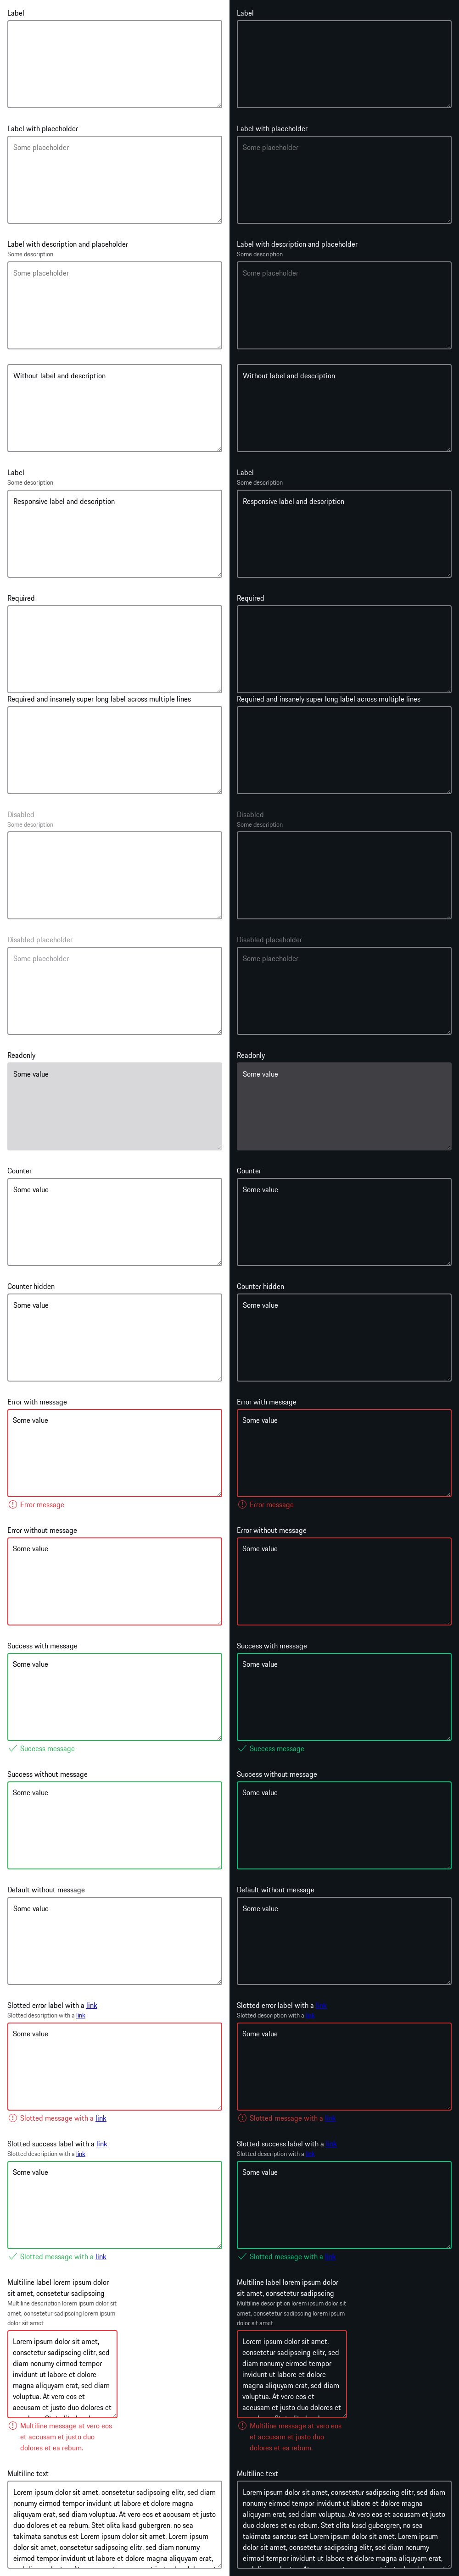 Label
Label with placeholder
Some placeholder
Label with description and placeholder
Some description
Some placeholder
Without label and description
Label
Some description
Responsive label and description
Required
Required and insanely super long label across multiple lines
Disabled
Some description
Disabled placeholder
Some placeholder
Readonly
Some value
Counter
Some value
Counter hidden
Some value
Error with message
Some value
Error message
Error without message
Some value
Success with message
Some value
Success message
Success without message
Some value
Default without message
Some value
Slotted error label with a link
Slotted description with a link
Some value
Slotted message with a link
Slotted success label with a link
Slotted description with a link
Some value
Slotted message with a link
Multiline label lorem ipsum dolor
sit amet, consetetur sadipscing
Multiline description lorem ipsum dolor sit
amet, consetetur sadipscing lorem ipsum
dolor sit amet
Lorem ipsum dolor sit amet,
consetetur sadipscing elitr, sed
diam nonumy eirmod tempor
invidunt ut labore et dolore
magna aliquyam erat, sed diam
voluptua. At vero eos et
accusam et justo duo dolores et
Multiline message at vero eos
et accusam et justo duo
dolores et ea rebum.
Multiline text
Lorem ipsum dolor sit amet, consetetur sadipscing elitr, sed diam
nonumy eirmod tempor invidunt ut labore et dolore magna
aliquyam erat, sed diam voluptua. At vero eos et accusam et justo
duo dolores et ea rebum. Stet clita kasd gubergren, no sea
takimata sanctus est Lorem ipsum dolor sit amet. Lorem ipsum
dolor sit amet, consetetur sadipscing elitr, sed diam nonumy
eirmod tempor invidunt ut labore et dolore magna aliquyam erat,
Label
Label with placeholder
Some placeholder
Label with description and placeholder
Some description
Some placeholder
Without label and description
Label
Some description
Responsive label and description
Required
Required and insanely super long label across multiple lines
Disabled
Some description
Disabled placeholder
Some placeholder
Readonly
Some value
Counter
Some value
Counter hidden
Some value
Error with message
Some value
Error message
Error without message
Some value
Success with message
Some value
Success message
Success without message
Some value
Default without message
Some value
Slotted error label with a link
Slotted description with a link
Some value
Slotted message with a
Slotted success label with a link
Slotted description with a link
Some value
Slotted message with a
Multiline label lorem ipsum dolor
sit amet, consetetur sadipscing
Multiline description lorem ipsum dolor sit
amet, consetetur sadipscing lorem ipsum
dolor sit amet
Lorem ipsum dolor sit amet,
consetetur sadipscing elitr, sed
diam nonumy eirmod tempor
invidunt ut labore et dolore
magna aliquyam erat, sed diam
voluptua. At vero eos et
accusam et justo duo dolores et
Multiline message at vero eos
et accusam et justo duo
dolores et ea rebum.
Multiline text
Lorem ipsum dolor sit amet, consetetur sadipscing elitr, sed diam
nonumy eirmod tempor invidunt ut labore et dolore magna
aliquyam erat, sed diam voluptua. At vero eos et accusam et justo
duo dolores et ea rebum. Stet clita kasd gubergren, no sea
takimata sanctus est Lorem ipsum dolor sit amet. Lorem ipsum
dolor sit amet, consetetur sadipscing elitr, sed diam nonumy
eirmod tempor invidunt ut labore et dolore magna aliquyam erat,